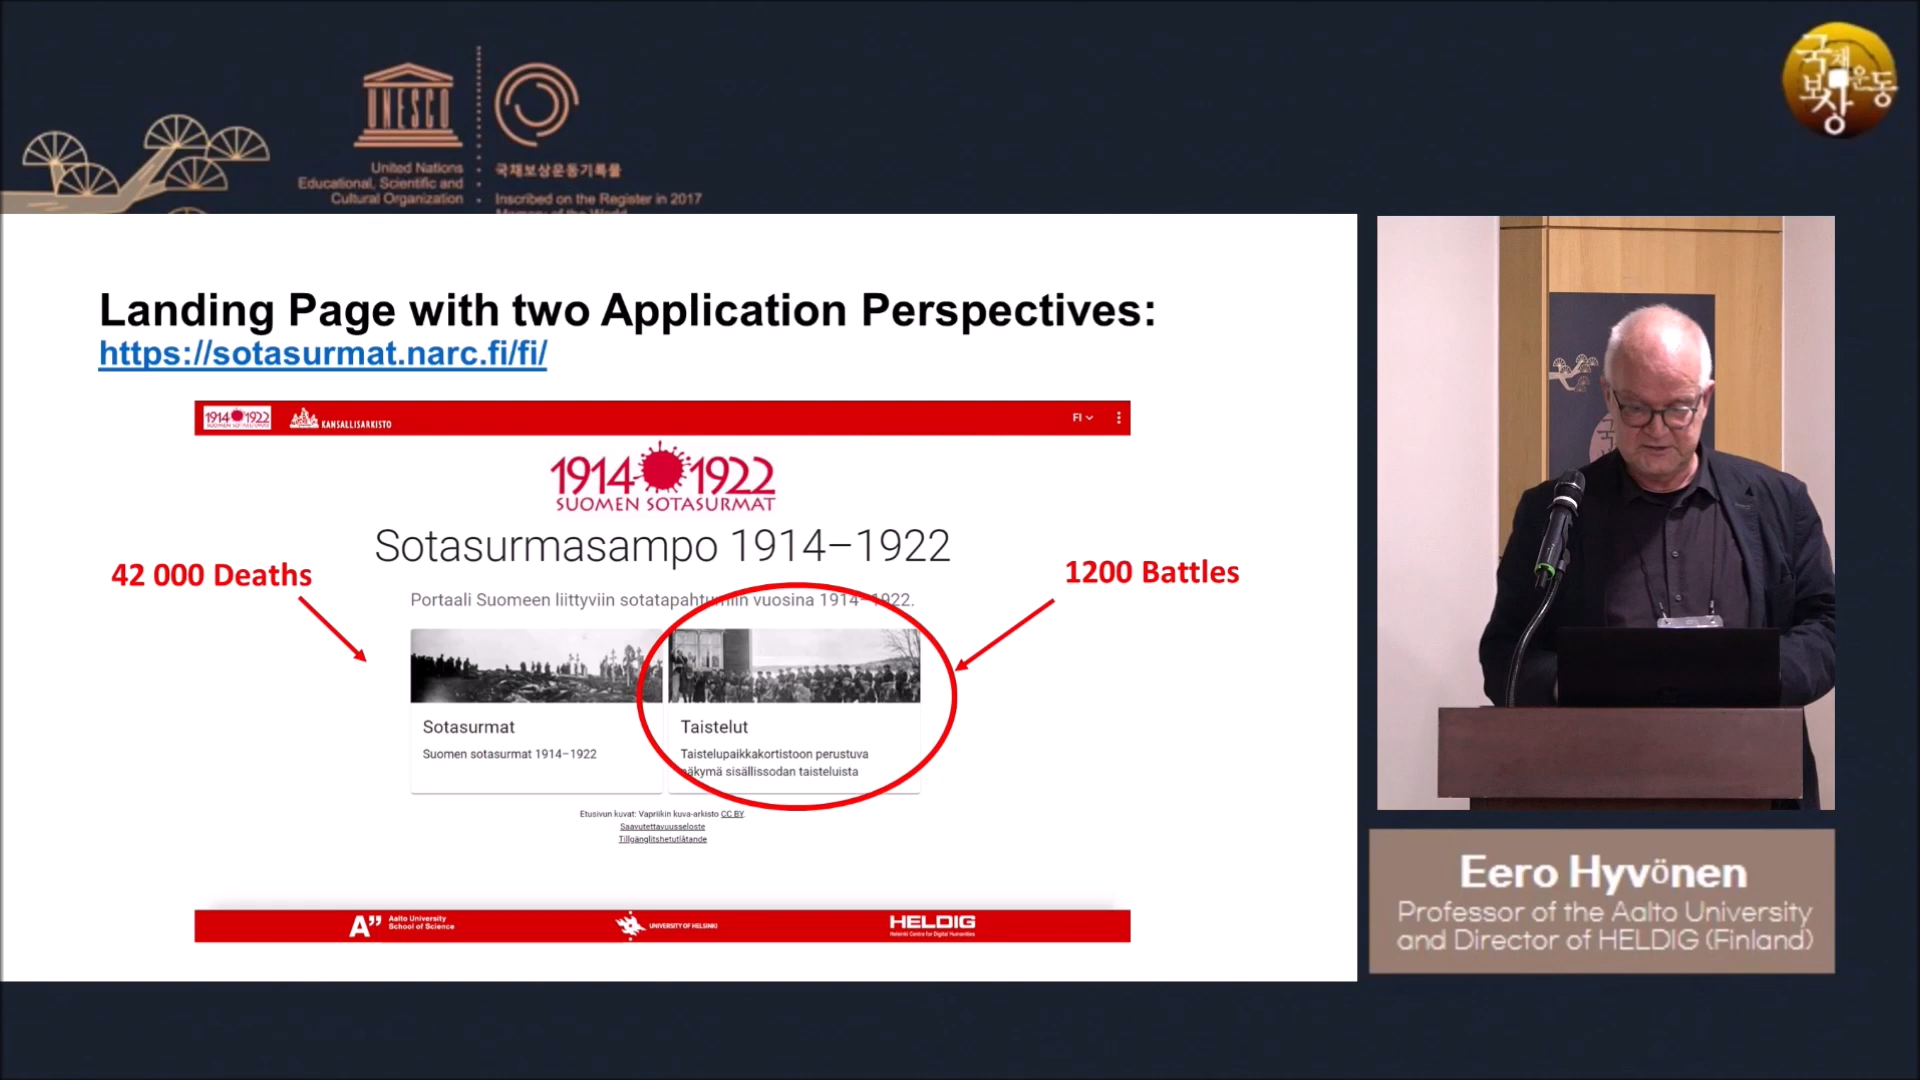 국채
보상운동
UNESCO
United Nations
Educational, Scientific and
Cultural Organization
국채보상운동기록물
Inscribed on the Register in 2017
Memory of the World
Landing Page with two Application Perspectives:
https://sotasurmat.narc.fi/fi/
1914 1922
SUOMEN SOTASURMAT
KANSALLISARKISTO
FI
1914 1922
SUOMEN SOTASURMAT
Sotasurmasampo 1914–1922
42 000 Deaths
1200 Battles
Portaali Suomeen liittyviin sotatapahtumiin vuosina 1914–1922.
Sotasurmat
Suomen sotasurmat 1914–1922
Taistelut
Taistelupaikkakortistoon perustuva
näkymä sisällissodan taisteluista
Etusivun kuvat: Vapriikin kuva-arkisto CC BY.
Saavutettavuusseloste
Tillgänglitshetutlåtande
A” Aalto University
School of Science
UNIVERSITY OF HELSINKI
HELDIG
Helsinki Centre for Digital Humanities
Eero Hyvönen
Professor of the Aalto University
and Director of HELDIG (Finland)